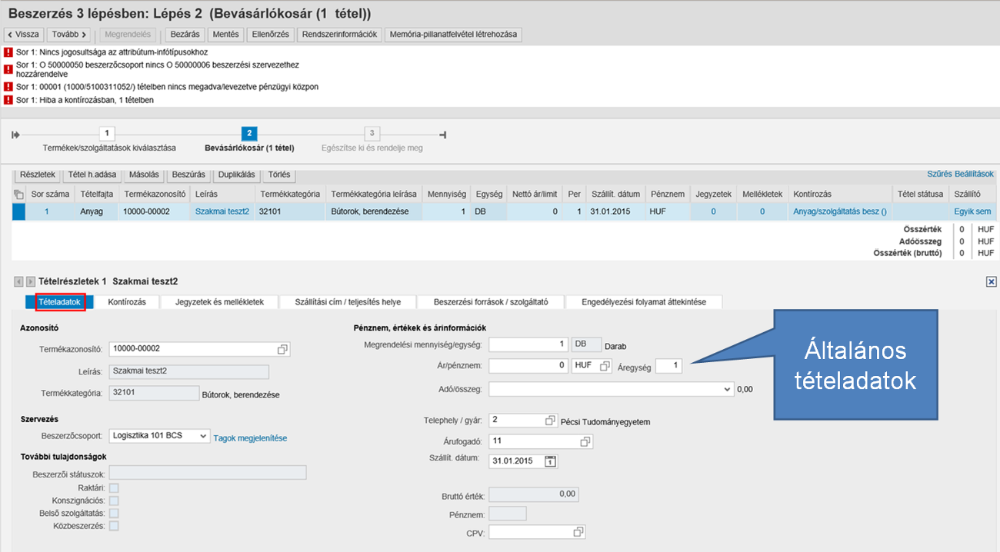 Beszerzés 3 lépésben: Lépés 2 (Bevásárlókosár (1 tétel))
Vissza Tovább Megrendelés Bezárás Mentés Ellenőrzés Rendszerinformációk Memória-pillanatfelvétel létrehozása
Sor 1: Nincs jogosultsága az attribútum-infótípusokhoz
Sor 1: O 50000050 beszerzőcsoport nincs O 50000006 beszerzési szervezethez
hozzárendelve
Sor 1: 00001 (1000/5100311052/) tételben nincs megadva/levezetve pénzügyi közpon
Sor 1: Hiba a kontírozásban, 1 tételben
1 2 3
Termékek/szolgáltatások kiválasztása Bevásárlókosár (1 tétel) Egészítse ki és rendelje meg
Részletek Tétel h.adása Másolás Beszúrás Duplikálás Törlés Szűrés Beállítások
Sor száma Tételfajta Termékazonosító Leírás Termékkategória Termékkategória leírása Mennyiség Egység Nettó ár/limit Per Szállít. dátum Pénznem Jegyzetek Mellékletek Kontírozás Tétel státusa Szállító
1 Anyag 10000-00002 Szakmai teszt2 32101 Bútorok, berendezése 1 DB 0 1 31.01.2015 HUF 0 0 Anyag/szolgáltatás besz () Egyik sem
Összérték 0 HUF
Adóösszeg 0 HUF
Összérték (bruttó) 0 HUF
Tételrészletek 1 Szakmai teszt2
Tételadatok Kontírozás Jegyzetek és mellékletek Szállítási cím / teljesítés helye Beszerzési források / szolgáltató Engedélyezési folyamat áttekintése
Azonosító
Termékazonosító: 10000-00002
Leírás: Szakmai teszt2
Termékkategória: 32101 Bútorok, berendezése
Szervezés
Beszerzőcsoport: Logisztika 101 BCS Tagok megjelenítése
További tulajdonságok
Beszerzői státuszok:
Raktári:
Konszignációs:
Belső szolgáltatás:
Közbeszerzés:
Pénznem, értékek és árinformációk
Megrendelési mennyiség/egység: 1 DB Darab
Ár/pénznem: 0 HUF Áregység 1
Adó/összeg: 0,00
Telephely / gyár: 2 Pécsi Tudományegyetem
Árufogadó: 11
Szállít. dátum: 31.01.2015
Bruttó érték: 0,00
Pénznem:
CPV:
Általános
tételadatok